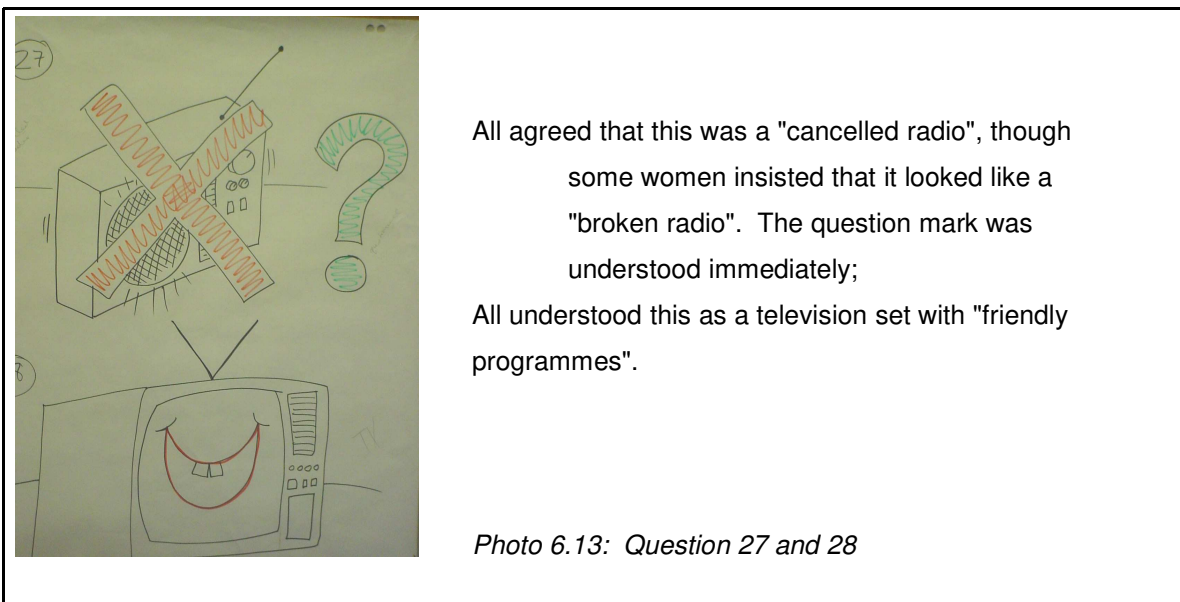 27
All agreed that this was a "cancelled radio", though
some women insisted that it looked like a
"broken radio".  The question mark was
understood immediately;
All understood this as a television set with "friendly
programmes".
?
8
TV
Photo 6.13:  Question 27 and 28